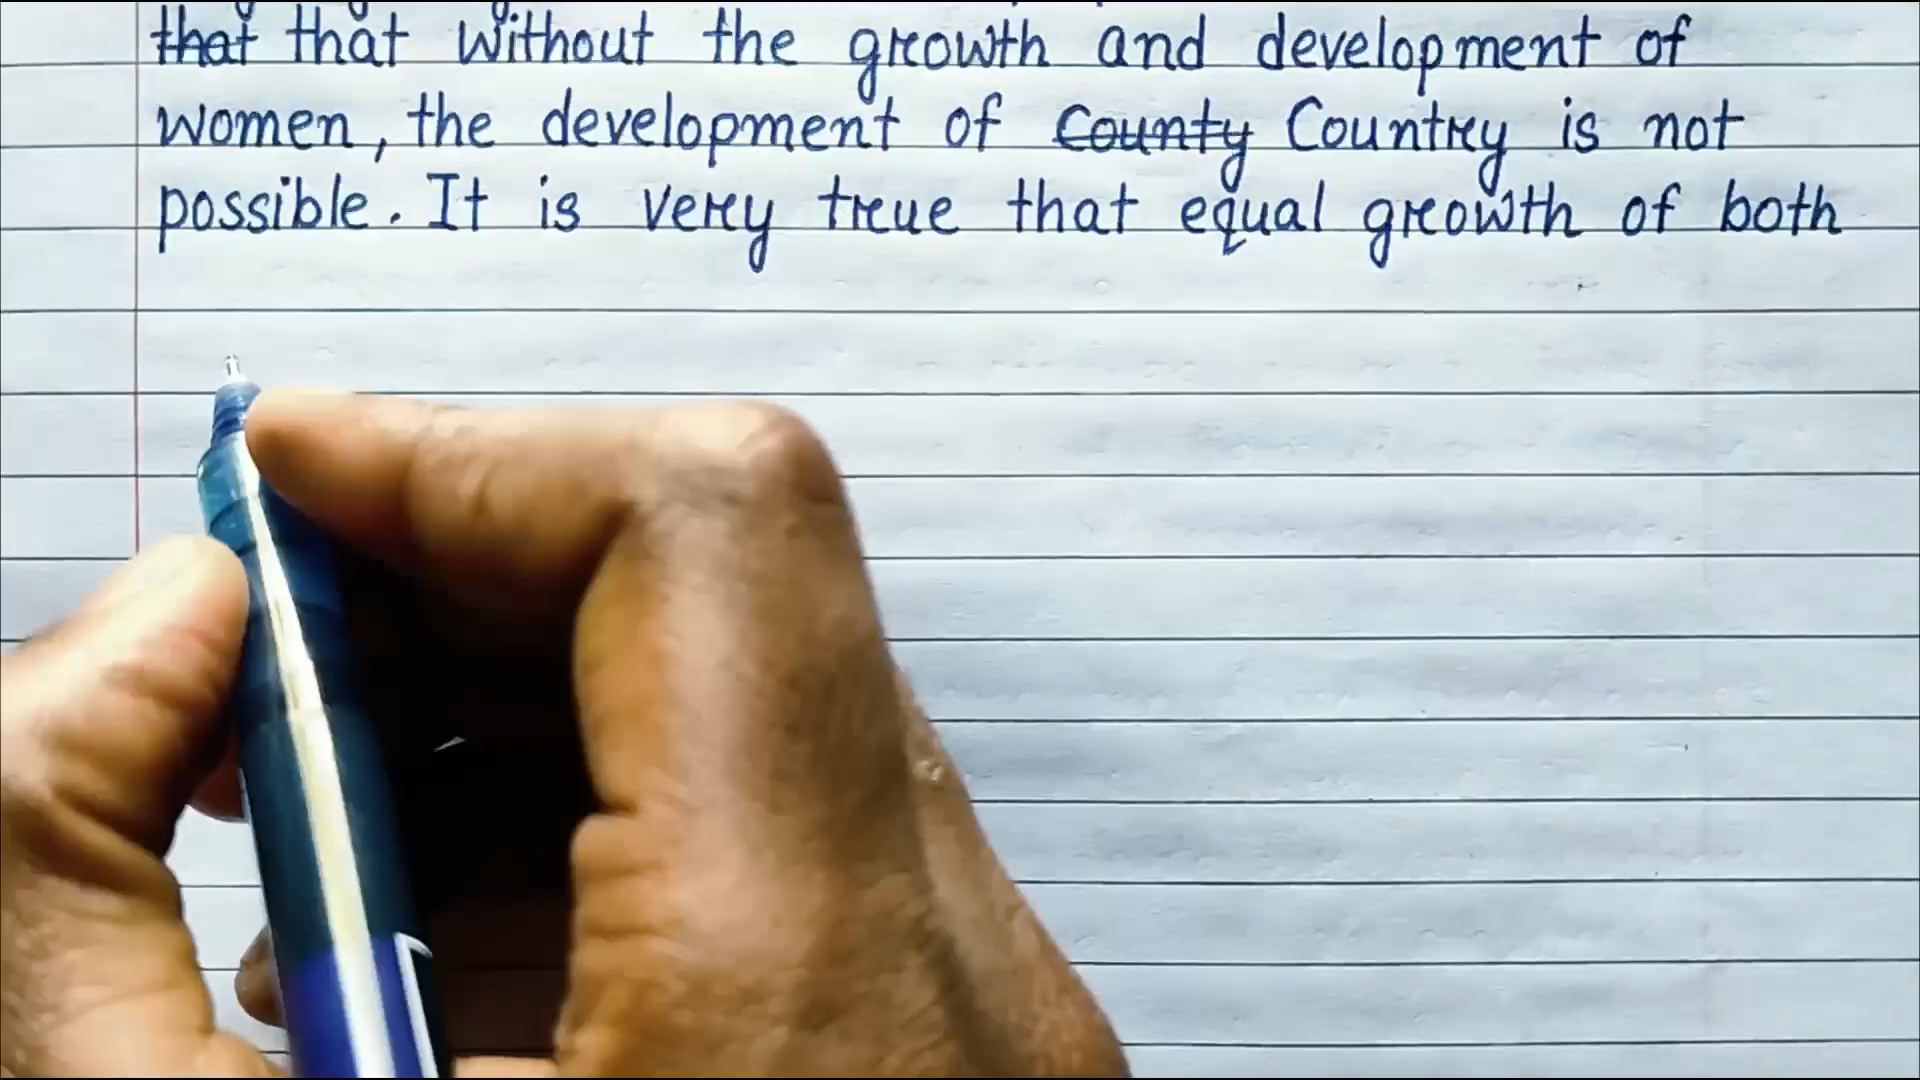 that that without the growth and development of
women, the development of county Country is not
possible. It is very true that equal growth of both